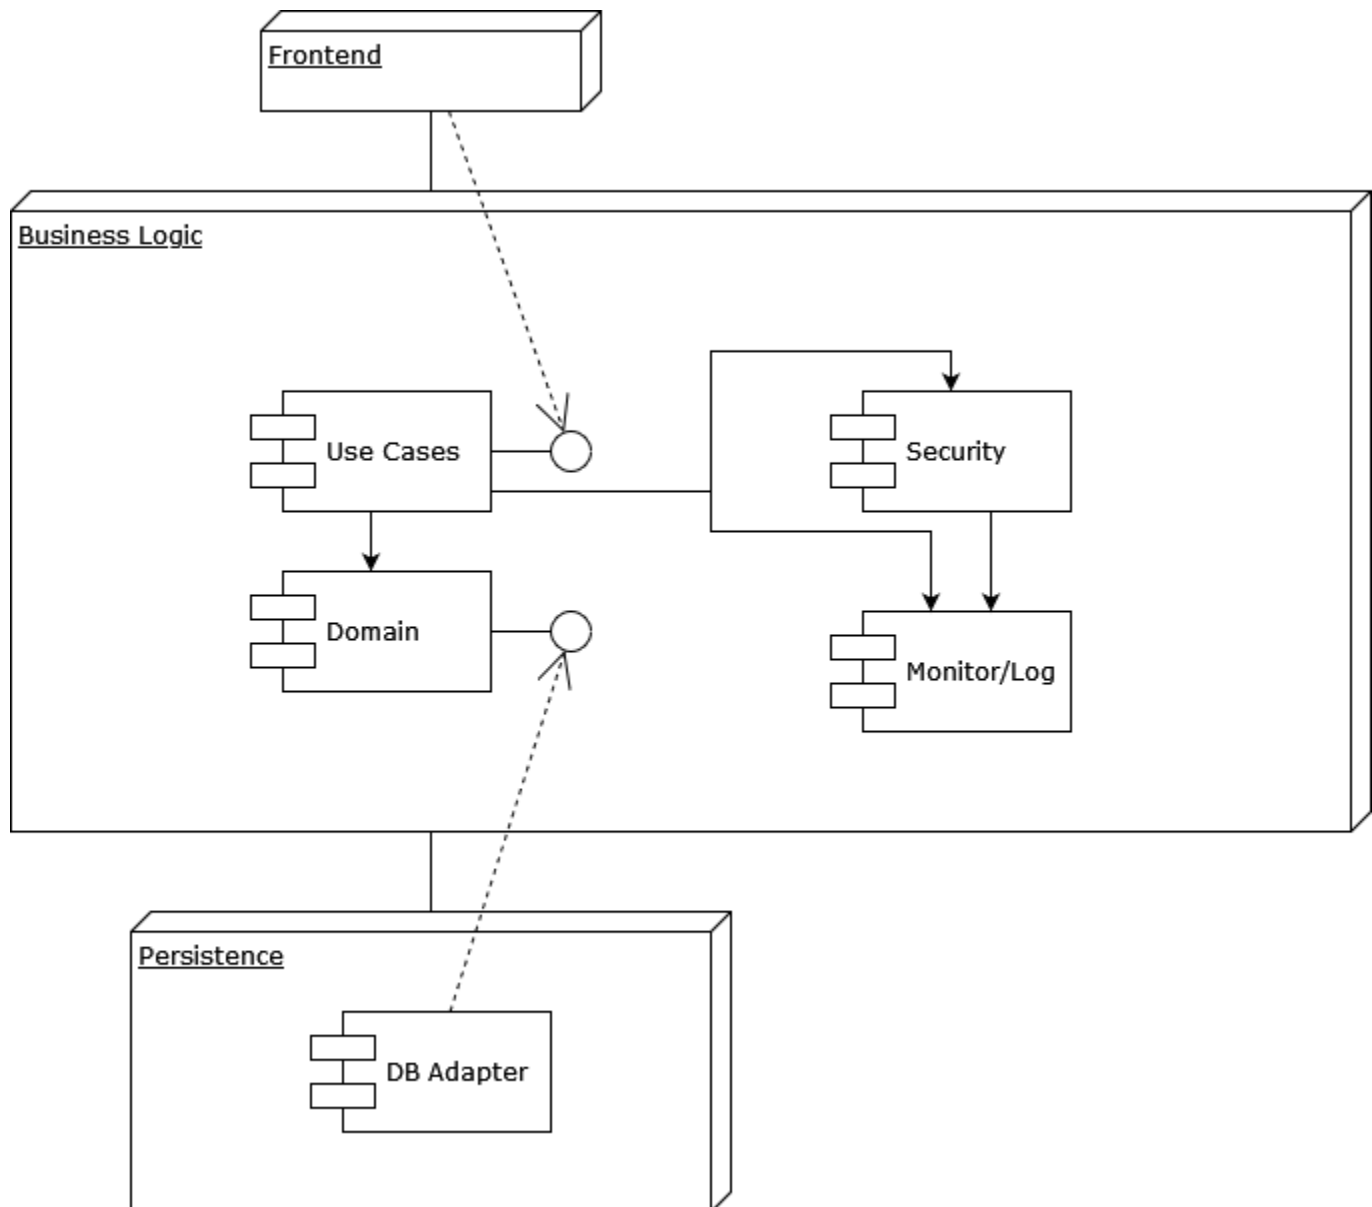 Frontend
Business Logic
Use Cases
Security
Domain
Monitor/Log
Persistence
DB Adapter